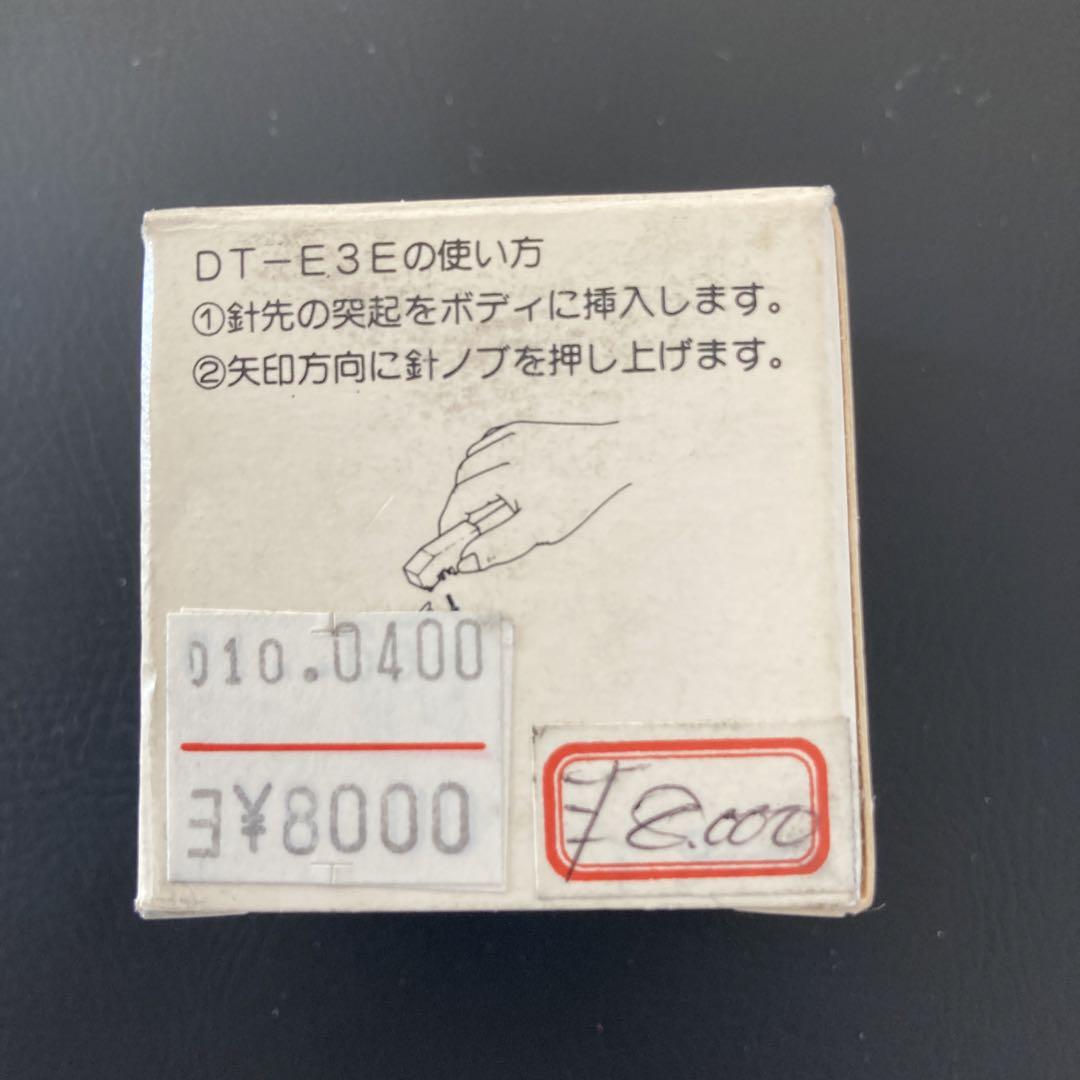 DT-E3Eの使い方
①針先の突起をボディに挿入します。
②矢印方向に針ノブを押し上げます。
010.0400
ヨ¥8000
¥8.000